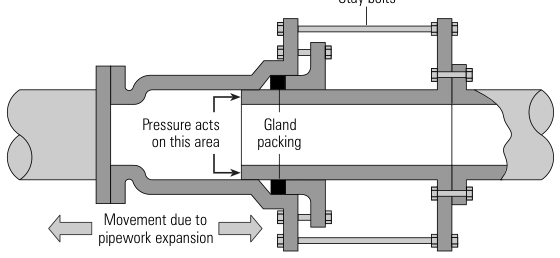 Stay bolts
Pressure acts
on this area
Gland
packing
Movement due to
pipework expansion